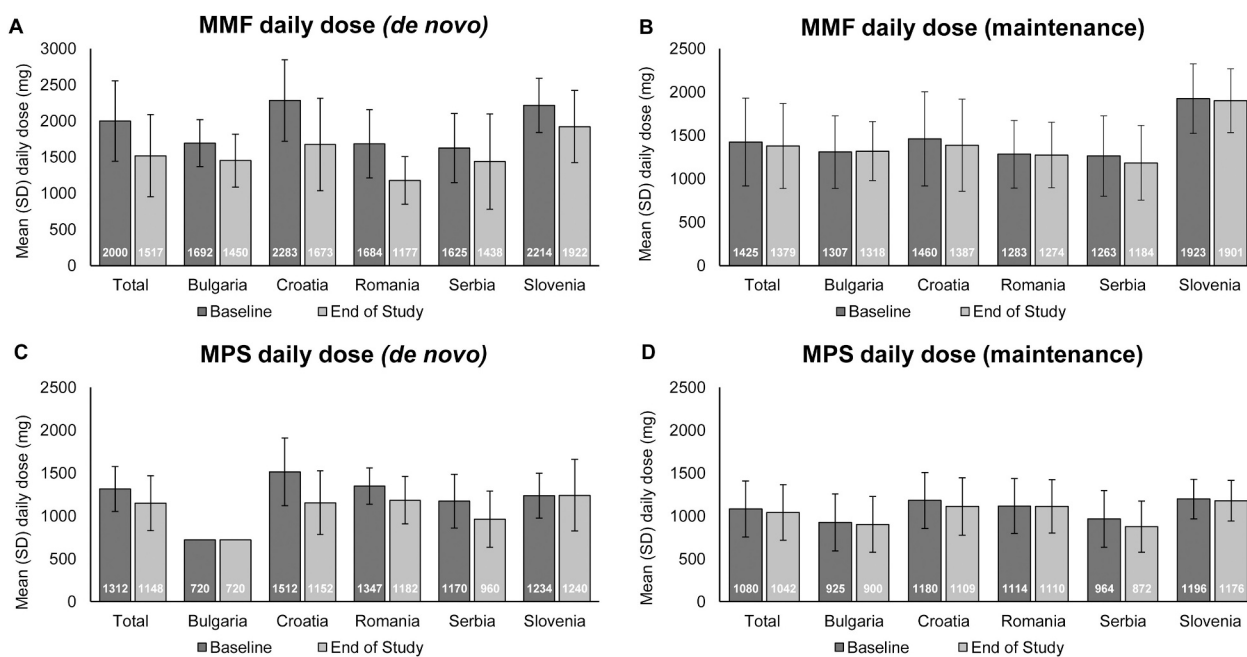 A
MMF daily dose (de novo)
Mean (SD) daily dose (mg)
3000
2500
2000
1500
1000
500
0
2000 1517 1692 1450 2283 1673 1684 1177 1625 1438 2214 1922
Total Bulgaria Croatia Romania Serbia Slovenia
Baseline End of Study
B
MMF daily dose (maintenance)
Mean (SD) daily dose (mg)
2500
2000
1500
1000
500
0
1425 1379 1307 1318 1460 1387 1283 1274 1263 1184 1923 1901
Total Bulgaria Croatia Romania Serbia Slovenia
Baseline End of Study
C
MPS daily dose (de novo)
Mean (SD) daily dose (mg)
2500
2000
1500
1000
500
0
1312 1148 720 720 1512 1152 1347 1182 1170 960 1234 1240
Total Bulgaria Croatia Romania Serbia Slovenia
Baseline End of Study
D
MPS daily dose (maintenance)
Mean (SD) daily dose (mg)
2500
2000
1500
1000
500
0
1080 1042 925 900 1180 1109 1114 1110 964 872 1196 1176
Total Bulgaria Croatia Romania Serbia Slovenia
Baseline End of Study